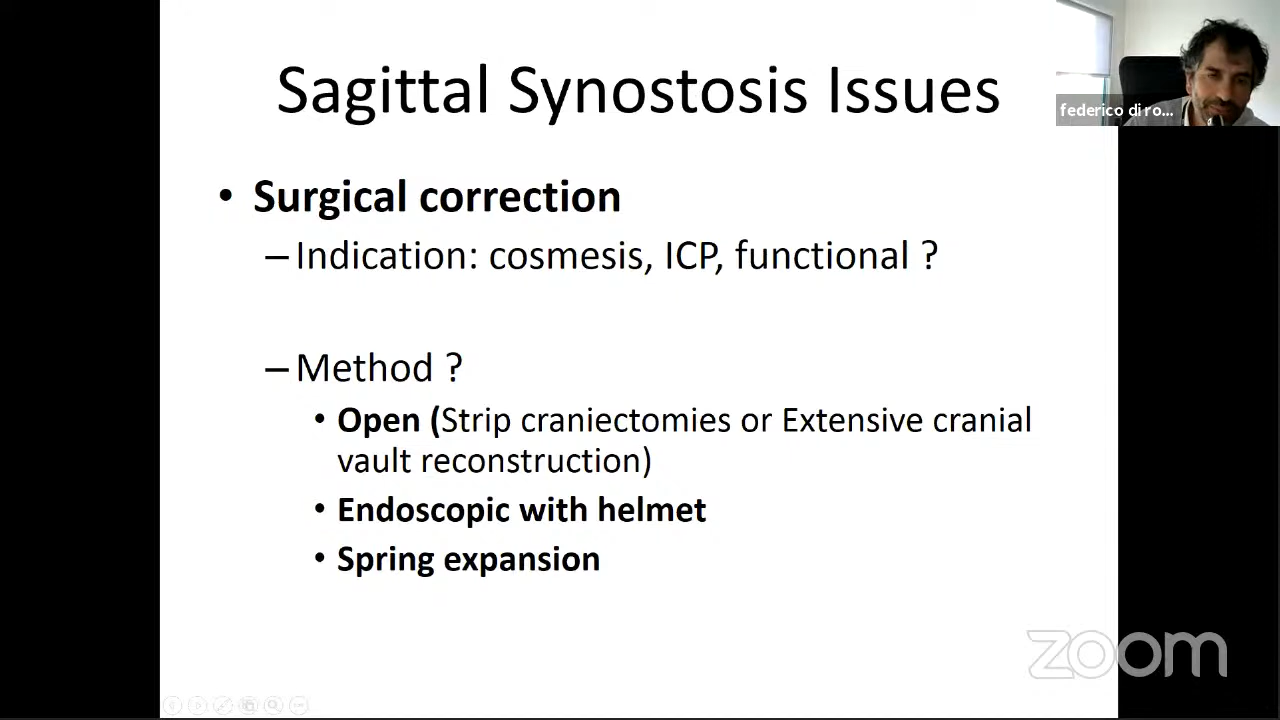 Sagittal Synostosis Issues
federico di ro...
• Surgical correction
– Indication: cosmesis, ICP, functional ?
– Method ?
• Open (Strip craniectomies or Extensive cranial
vault reconstruction)
• Endoscopic with helmet
• Spring expansion
zoom